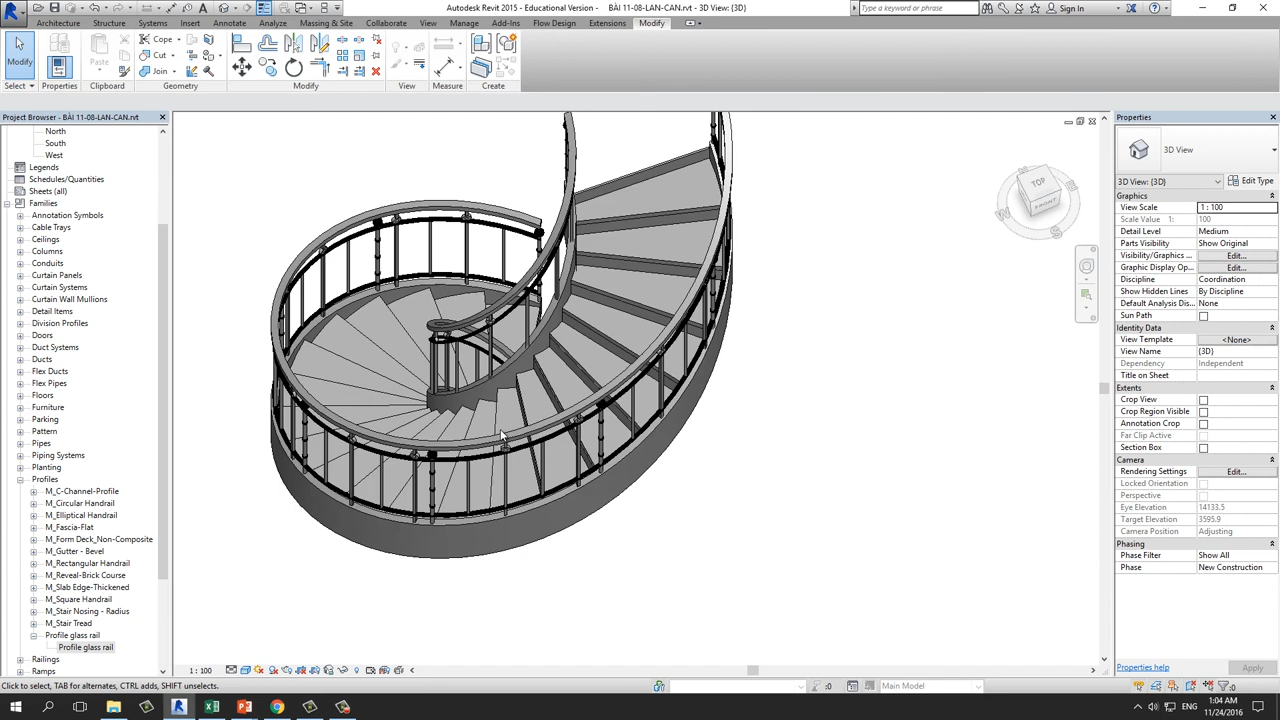 Autodesk Revit 2015 - Educational Version - BÀI 11-08-LAN-CAN.rvt - 3D View: {3D}
Type a keyword or phrase
Sign In
Architecture Structure Systems Insert Annotate Analyze Massing & Site Collaborate View Manage Add-Ins Flow Design Extensions Modify
Modify
Paste
Cope
Cut
Join
Select Properties Clipboard Geometry Modify View Measure Create
Project Browser - BÀI 11-08-LAN-CAN.rvt
North
South
West
Legends
Schedules/Quantities
Sheets (all)
Families
Annotation Symbols
Cable Trays
Ceilings
Columns
Conduits
Curtain Panels
Curtain Systems
Curtain Wall Mullions
Detail Items
Division Profiles
Doors
Duct Systems
Ducts
Flex Ducts
Flex Pipes
Floors
Furniture
Parking
Pattern
Pipes
Piping Systems
Planting
Profiles
M_C-Channel-Profile
M_Circular Handrail
M_Elliptical Handrail
M_Fascia-Flat
M_Form Deck_Non-Composite
M_Gutter - Bevel
M_Rectangular Handrail
M_Reveal-Brick Course
M_Slab Edge-Thickened
M_Square Handrail
M_Stair Nosing - Radius
M_Stair Tread
Profile glass rail
Profile glass rail
Railings
Ramps
TOP
FRONT
W
E
Properties
3D View
3D View: {3D}
Edit Type
Graphics
View Scale 1 : 100
Scale Value 1: 100
Detail Level Medium
Parts Visibility Show Original
Visibility/Graphics ... Edit...
Graphic Display Op... Edit...
Discipline Coordination
Show Hidden Lines By Discipline
Default Analysis Dis... None
Sun Path
Identity Data
View Template <None>
View Name {3D}
Dependency Independent
Title on Sheet
Extents
Crop View
Crop Region Visible
Annotation Crop
Far Clip Active
Section Box
Camera
Rendering Settings Edit...
Locked Orientation
Perspective
Eye Elevation 14133.5
Target Elevation 3595.9
Camera Position Adjusting
Phasing
Phase Filter Show All
Phase New Construction
Properties help
Apply
1 : 100
Click to select, TAB for alternates, CTRL adds, SHIFT unselects.
:0
Main Model
:0
ENG
1:04 AM
11/24/2016